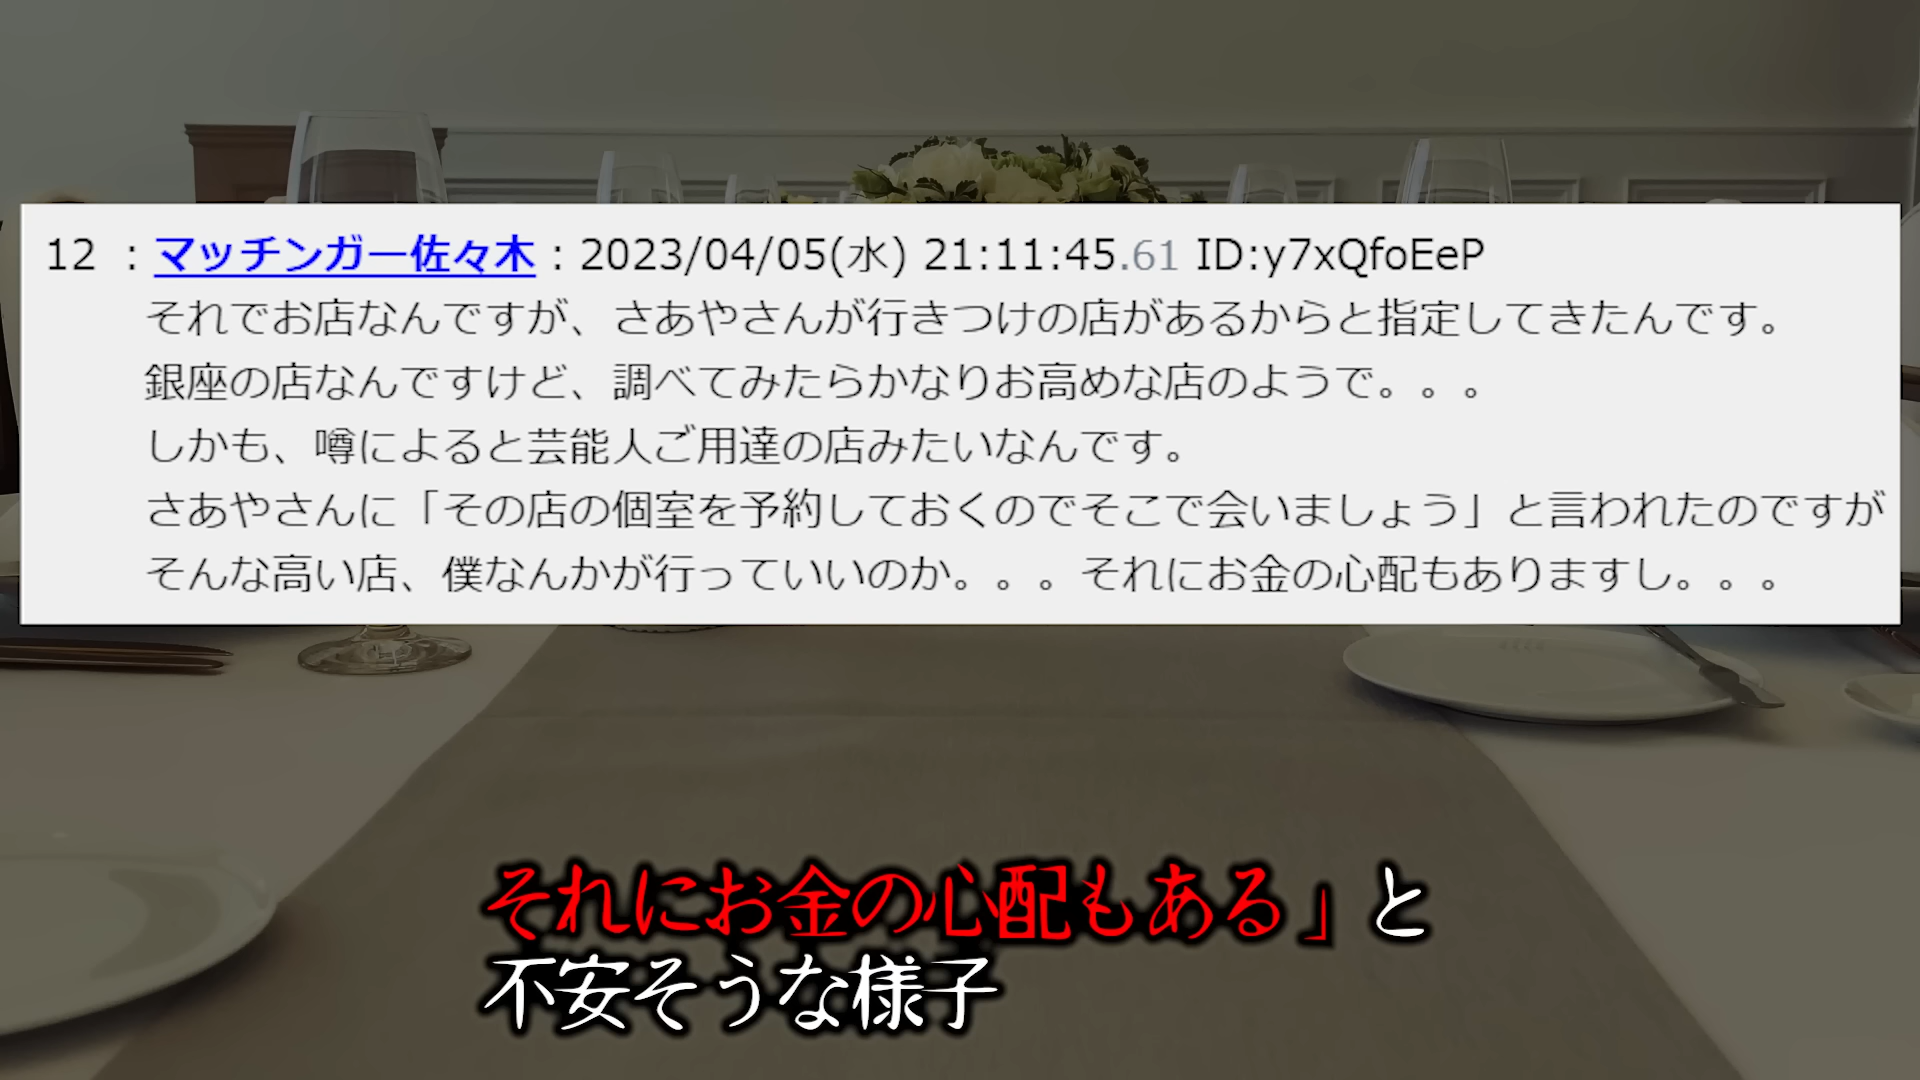 12 ：マッチンガー佐々木：2023/04/05(水) 21:11:45.61 ID:y7xQfoEeP
それでお店なんですが、さあやさんが行きつけの店があるからと指定してきたんです。
銀座の店なんですけど、調べてみたらかなりお高めな店のようで。。。
しかも、噂によると芸能人ご用達の店みたいなんです。
さあやさんに「その店の個室を予約しておくのでそこで会いましょう」と言われたのですが
そんな高い店、僕なんかが行っていいのか。。。それにお金の心配もありますし。。。
それにお金の心配もある」と
不安そうな様子